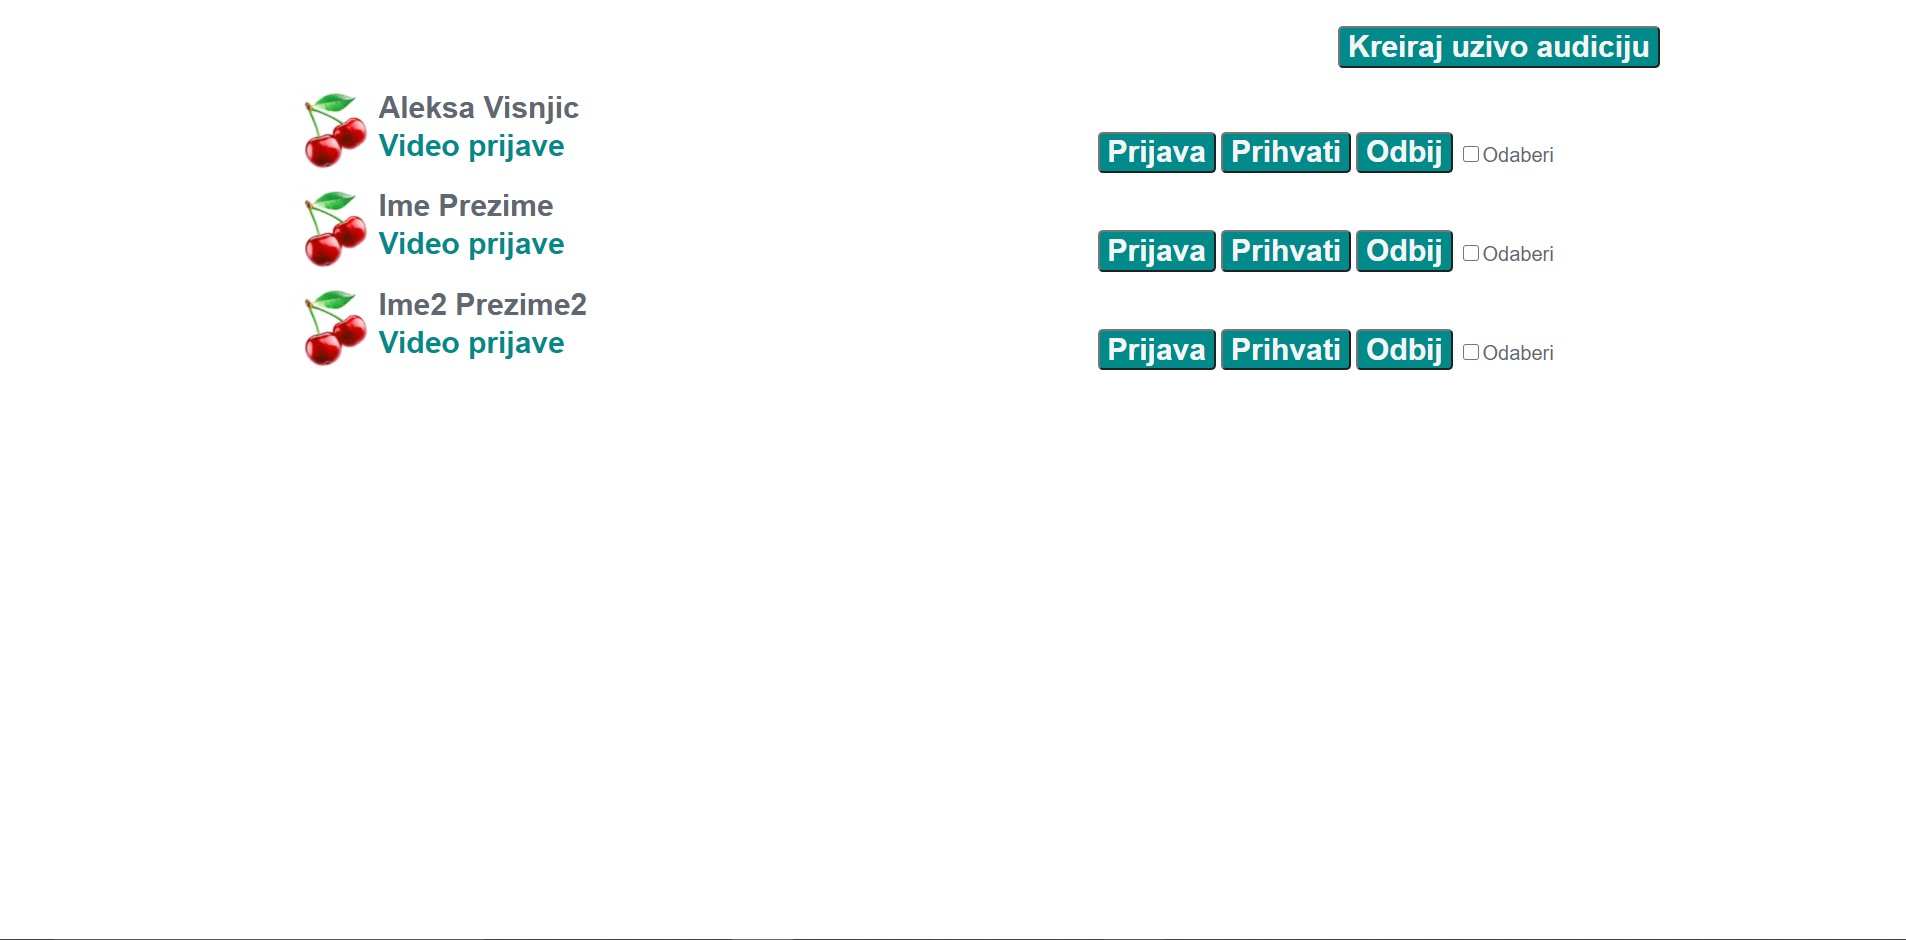 Kreiraj uzivo audiciju
Aleksa Visnjic
Video prijave
Prijava Prihvati Odbij Odaberi
Ime Prezime
Video prijave
Prijava Prihvati Odbij Odaberi
Ime2 Prezime2
Video prijave
Prijava Prihvati Odbij Odaberi